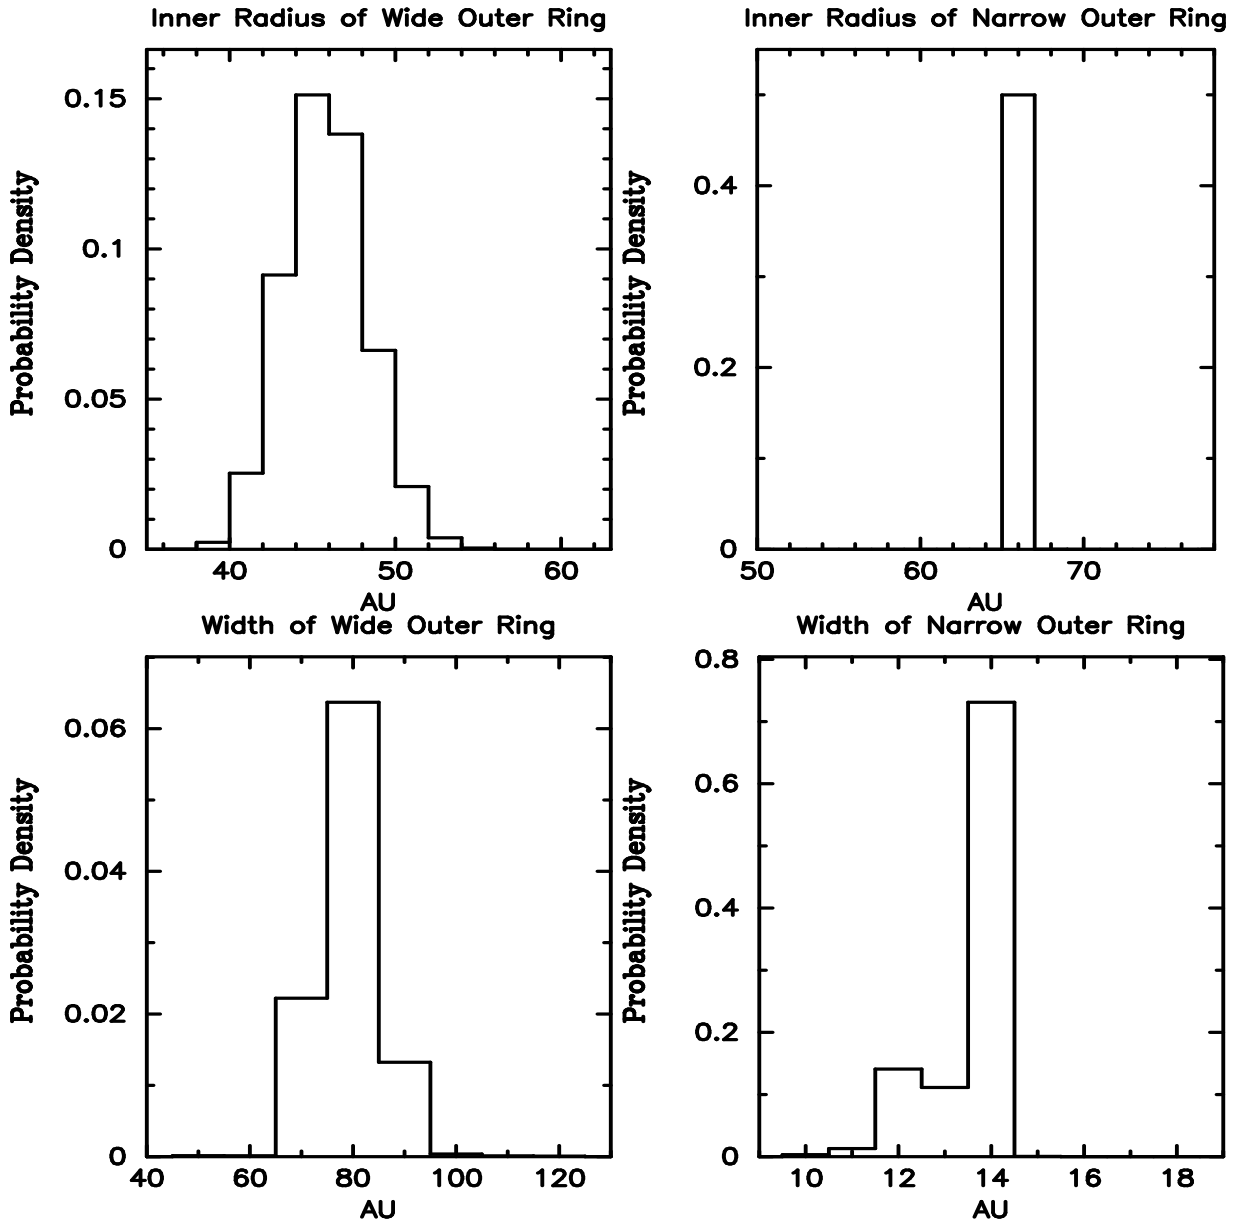 Inner Radius of Wide Outer Ring
0.15
0.1
0.05
0
Probability Density
40 50 60
AU
Inner Radius of Narrow Outer Ring
0.4
0.2
0
Probability Density
50 60 70
AU
Width of Wide Outer Ring
0.06
0.04
0.02
0
Probability Density
40 60 80 100 120
AU
Width of Narrow Outer Ring
0.8
0.6
0.4
0.2
0
Probability Density
10 12 14 16 18
AU